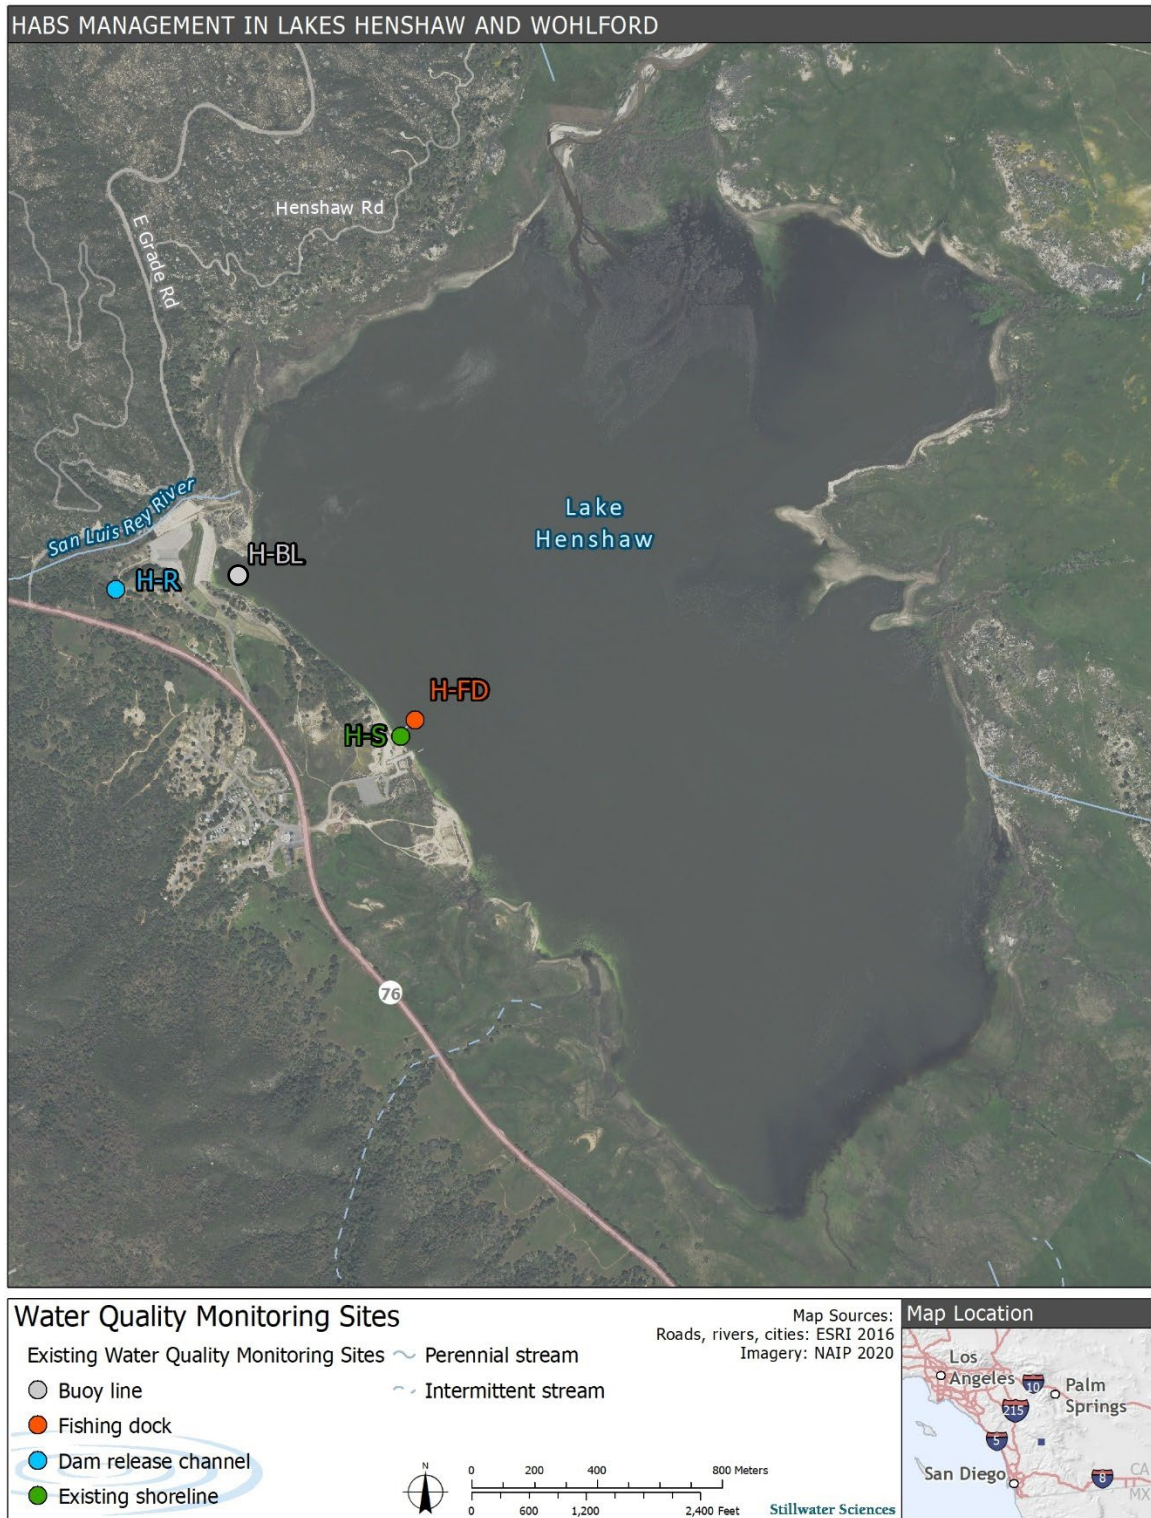 HABS MANAGEMENT IN LAKES HENSHAW AND WOHLFORD
Henshaw Rd
E Grade Rd
San Luis Rey River
Lake
Henshaw
H-BL
H-R
H-FD
H-S
76
Water Quality Monitoring Sites
Existing Water Quality Monitoring Sites
Buoy line
Fishing dock
Dam release channel
Existing shoreline
Perennial stream
Intermittent stream
Map Sources:
Roads, rivers, cities: ESRI 2016
Imagery: NAIP 2020
N
0 200 400 800 Meters
0 600 1,200 2,400 Feet
Stillwater Sciences
Map Location
Los
Angeles
10
Palm
Springs
215
5
San Diego
8
CA
MX